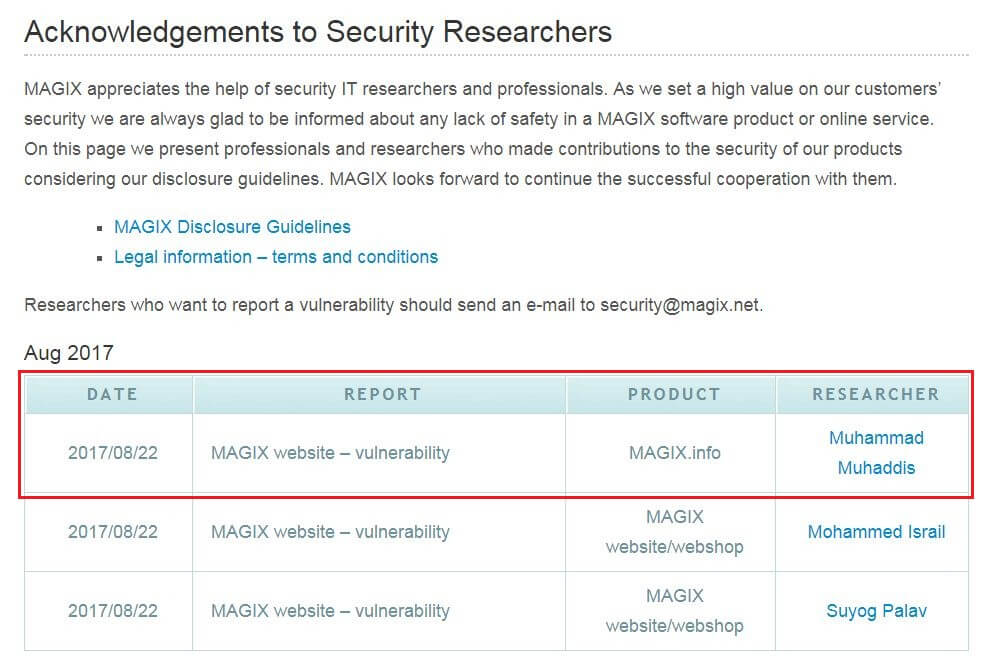 Acknowledgements to Security Researchers
MAGIX appreciates the help of security IT researchers and professionals. As we set a high value on our customers'
security we are always glad to be informed about any lack of safety in a MAGIX software product or online service.
On this page we present professionals and researchers who made contributions to the security of our products
considering our disclosure guidelines. MAGIX looks forward to continue the successful cooperation with them.
MAGIX Disclosure Guidelines
Legal information – terms and conditions
Researchers who want to report a vulnerability should send an e-mail to security@magix.net.
Aug 2017
DATE REPORT PRODUCT RESEARCHER
2017/08/22 MAGIX website – vulnerability MAGIX.info Muhammad
Muhaddis
2017/08/22 MAGIX website – vulnerability MAGIX
website/webshop Mohammed Israil
2017/08/22 MAGIX website – vulnerability MAGIX
website/webshop Suyog Palav